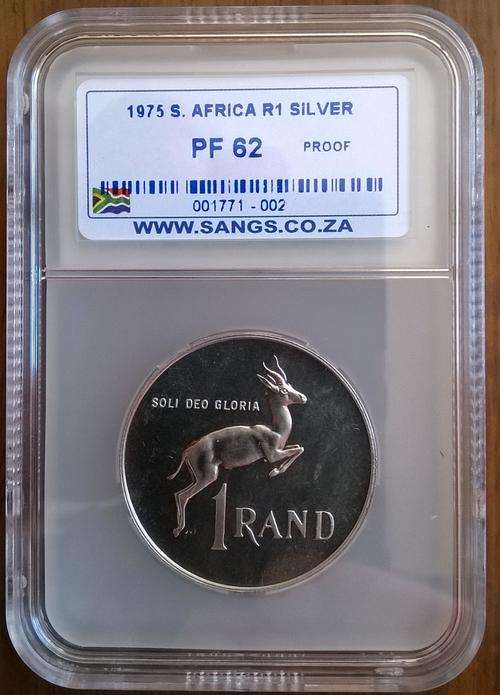 1975 S. AFRICA R1 SILVER
PF 62 PROOF
001771 - 002
WWW.SANGS.CO.ZA
SOLI DEO GLORIA
1 RAND